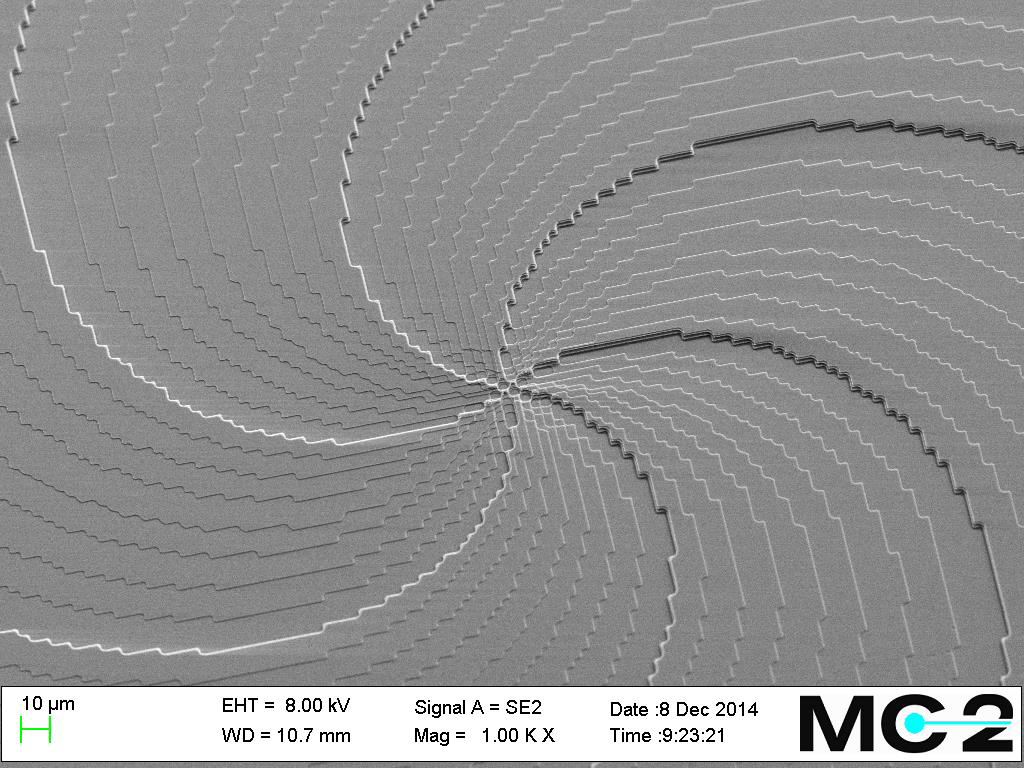 10 µm
EHT = 8.00 kV
WD = 10.7 mm
Signal A = SE2
Mag = 1.00 K X
Date :8 Dec 2014
Time :9:23:21
MC2